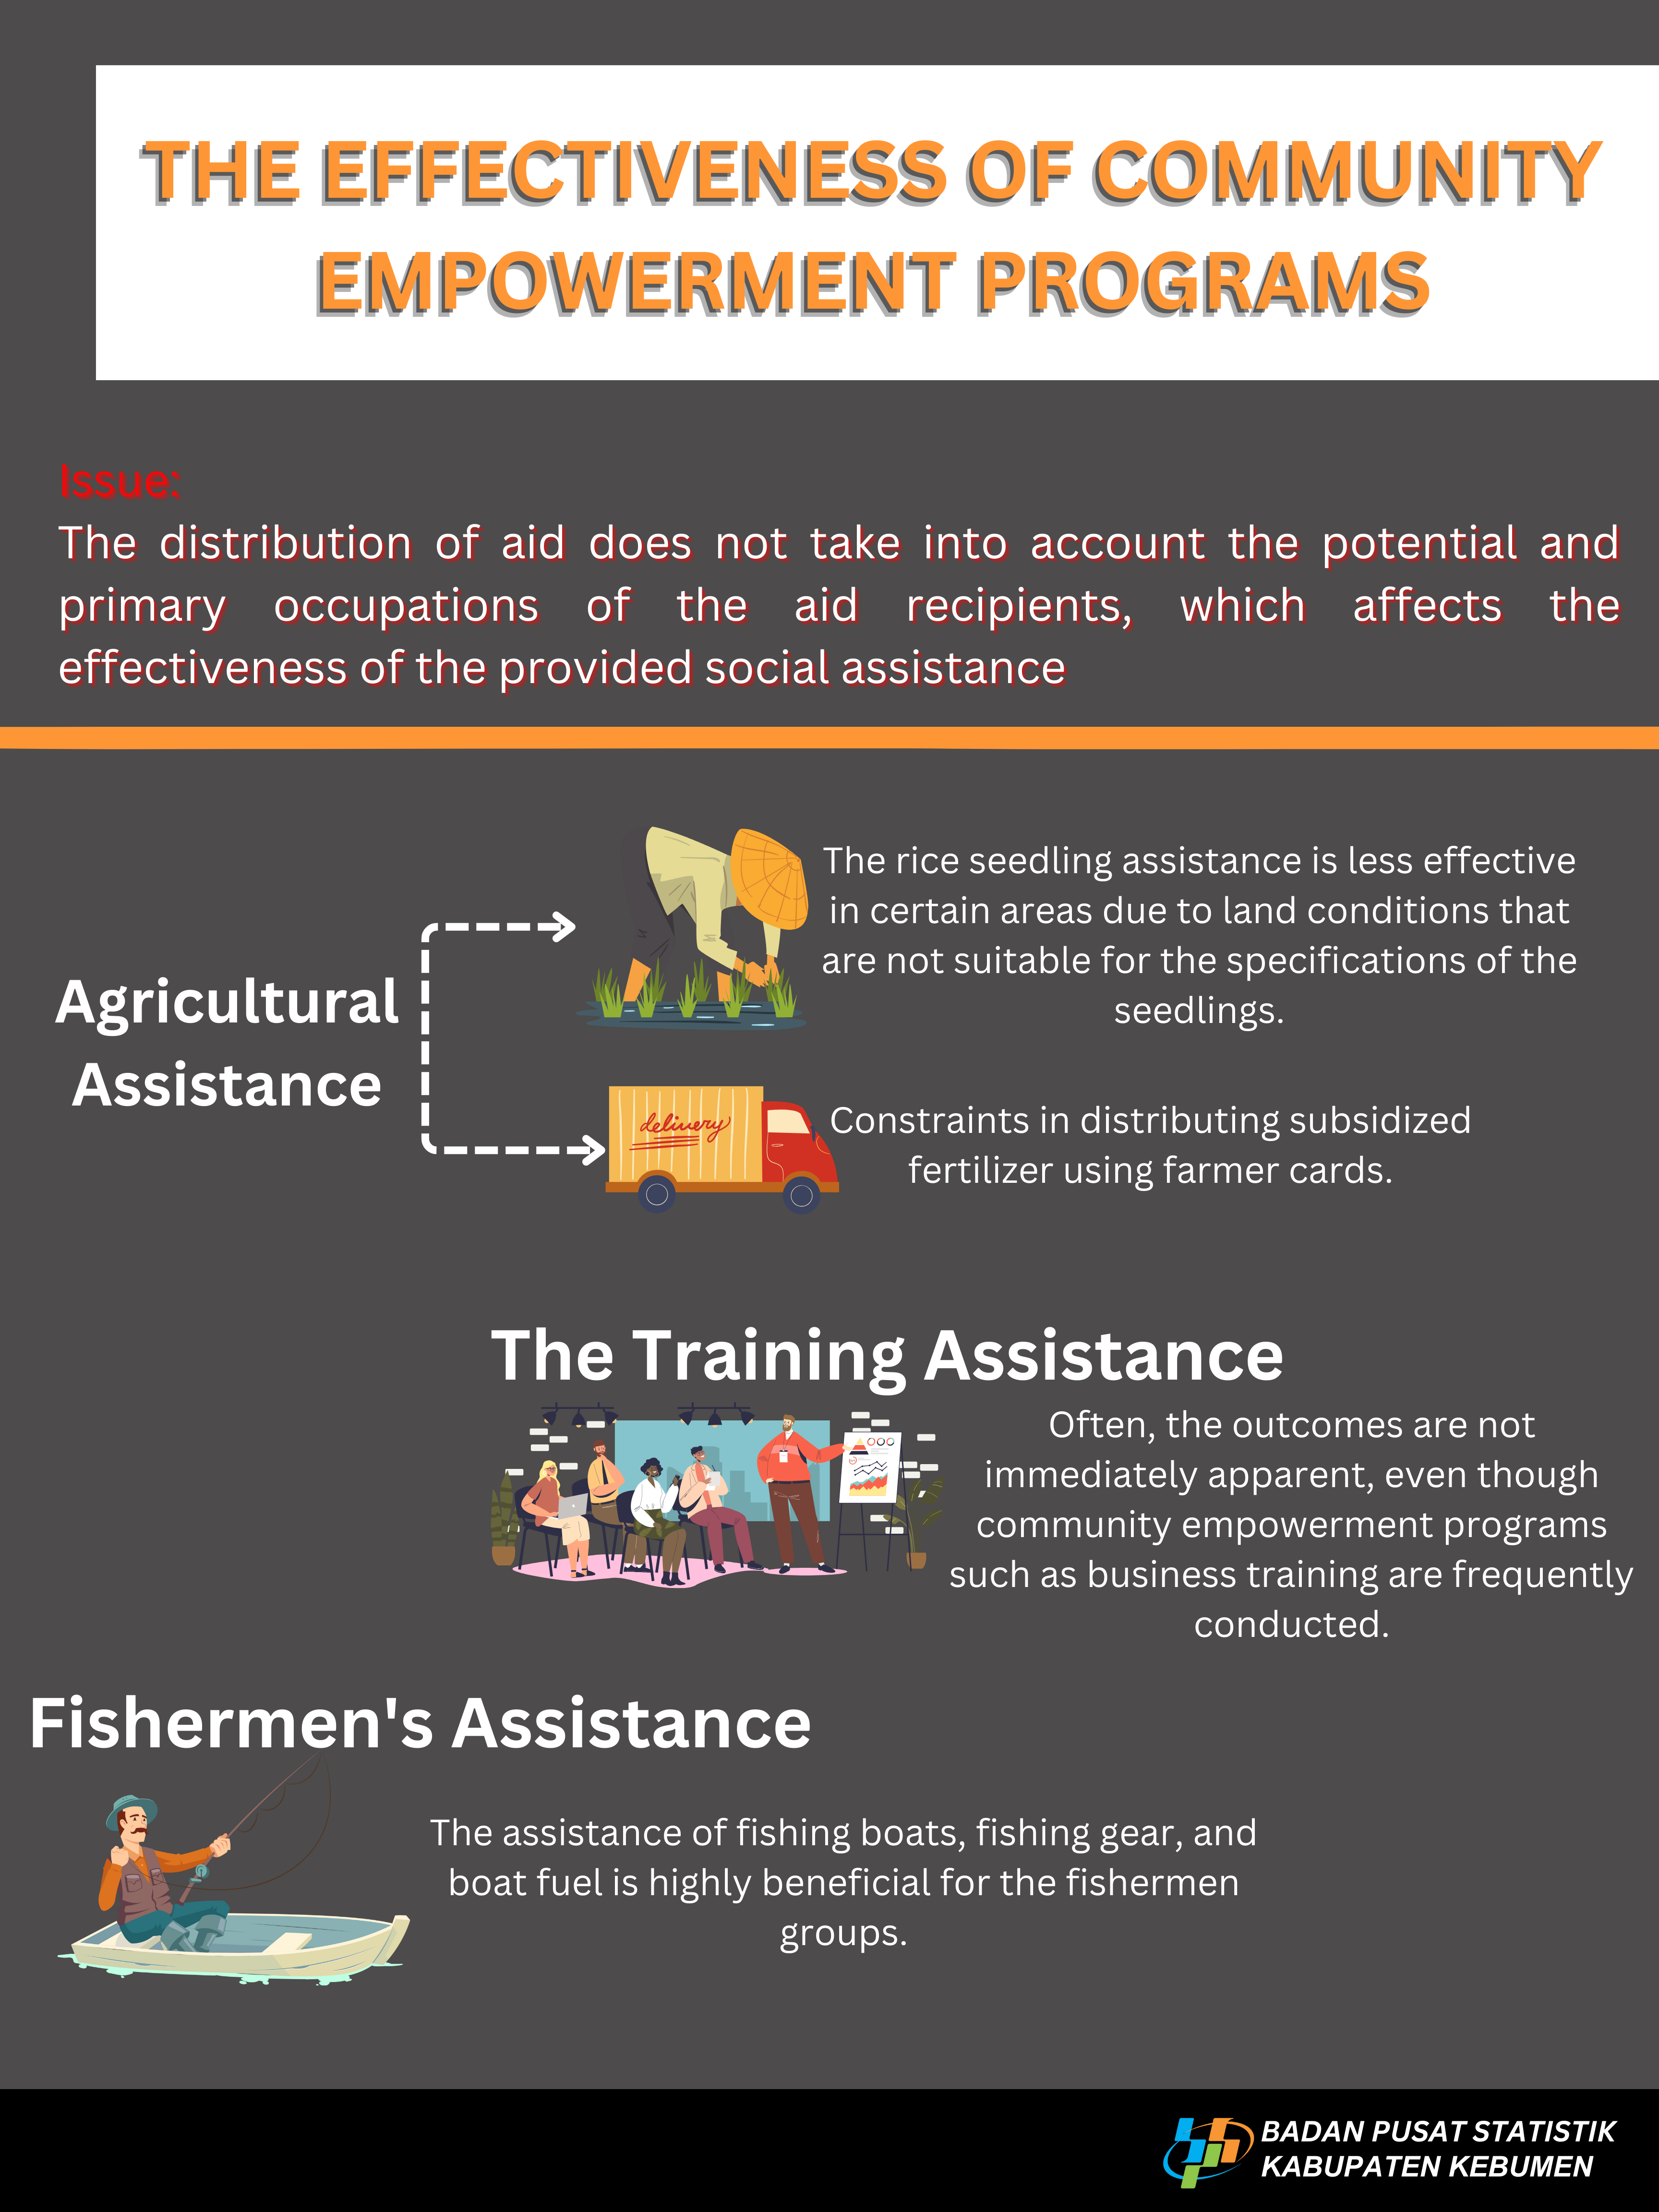 THE EFFECTIVENESS OF COMMUNITY
EMPOWERMENT PROGRAMS
Issue:
The distribution of aid does not take into account the potential and
primary occupations of the aid recipients, which affects the
effectiveness of the provided social assistance
Agricultural
Assistance
The rice seedling assistance is less effective
in certain areas due to land conditions that
are not suitable for the specifications of the
seedlings.
delivery
Constraints in distributing subsidized
fertilizer using farmer cards.
The Training Assistance
Often, the outcomes are not
immediately apparent, even though
community empowerment programs
such as business training are frequently
conducted.
Fishermen's Assistance
The assistance of fishing boats, fishing gear, and
boat fuel is highly beneficial for the fishermen
groups.
BADAN PUSAT STATISTIK
KABUPATEN KEBUMEN